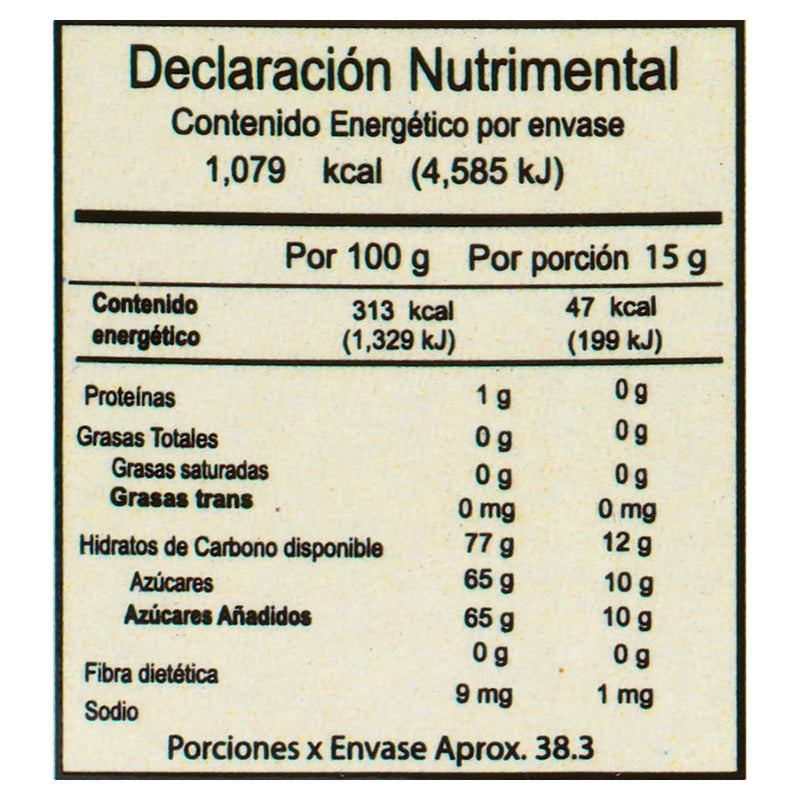 Declaración Nutrimental
Contenido Energético por envase
1,079 kcal (4,585 kJ)
Por 100 g Por porción 15 g
Contenido energético 313 kcal (1,329 kJ) 47 kcal (199 kJ)
Proteínas 1 g 0 g
Grasas Totales 0 g 0 g
Grasas saturadas 0 g 0 g
Grasas trans 0 mg 0 mg
Hidratos de Carbono disponible 77 g 12 g
Azúcares 65 g 10 g
Azúcares Añadidos 65 g 10 g
Fibra dietética 0 g 0 g
Sodio 9 mg 1 mg
Porciones x Envase Aprox. 38.3